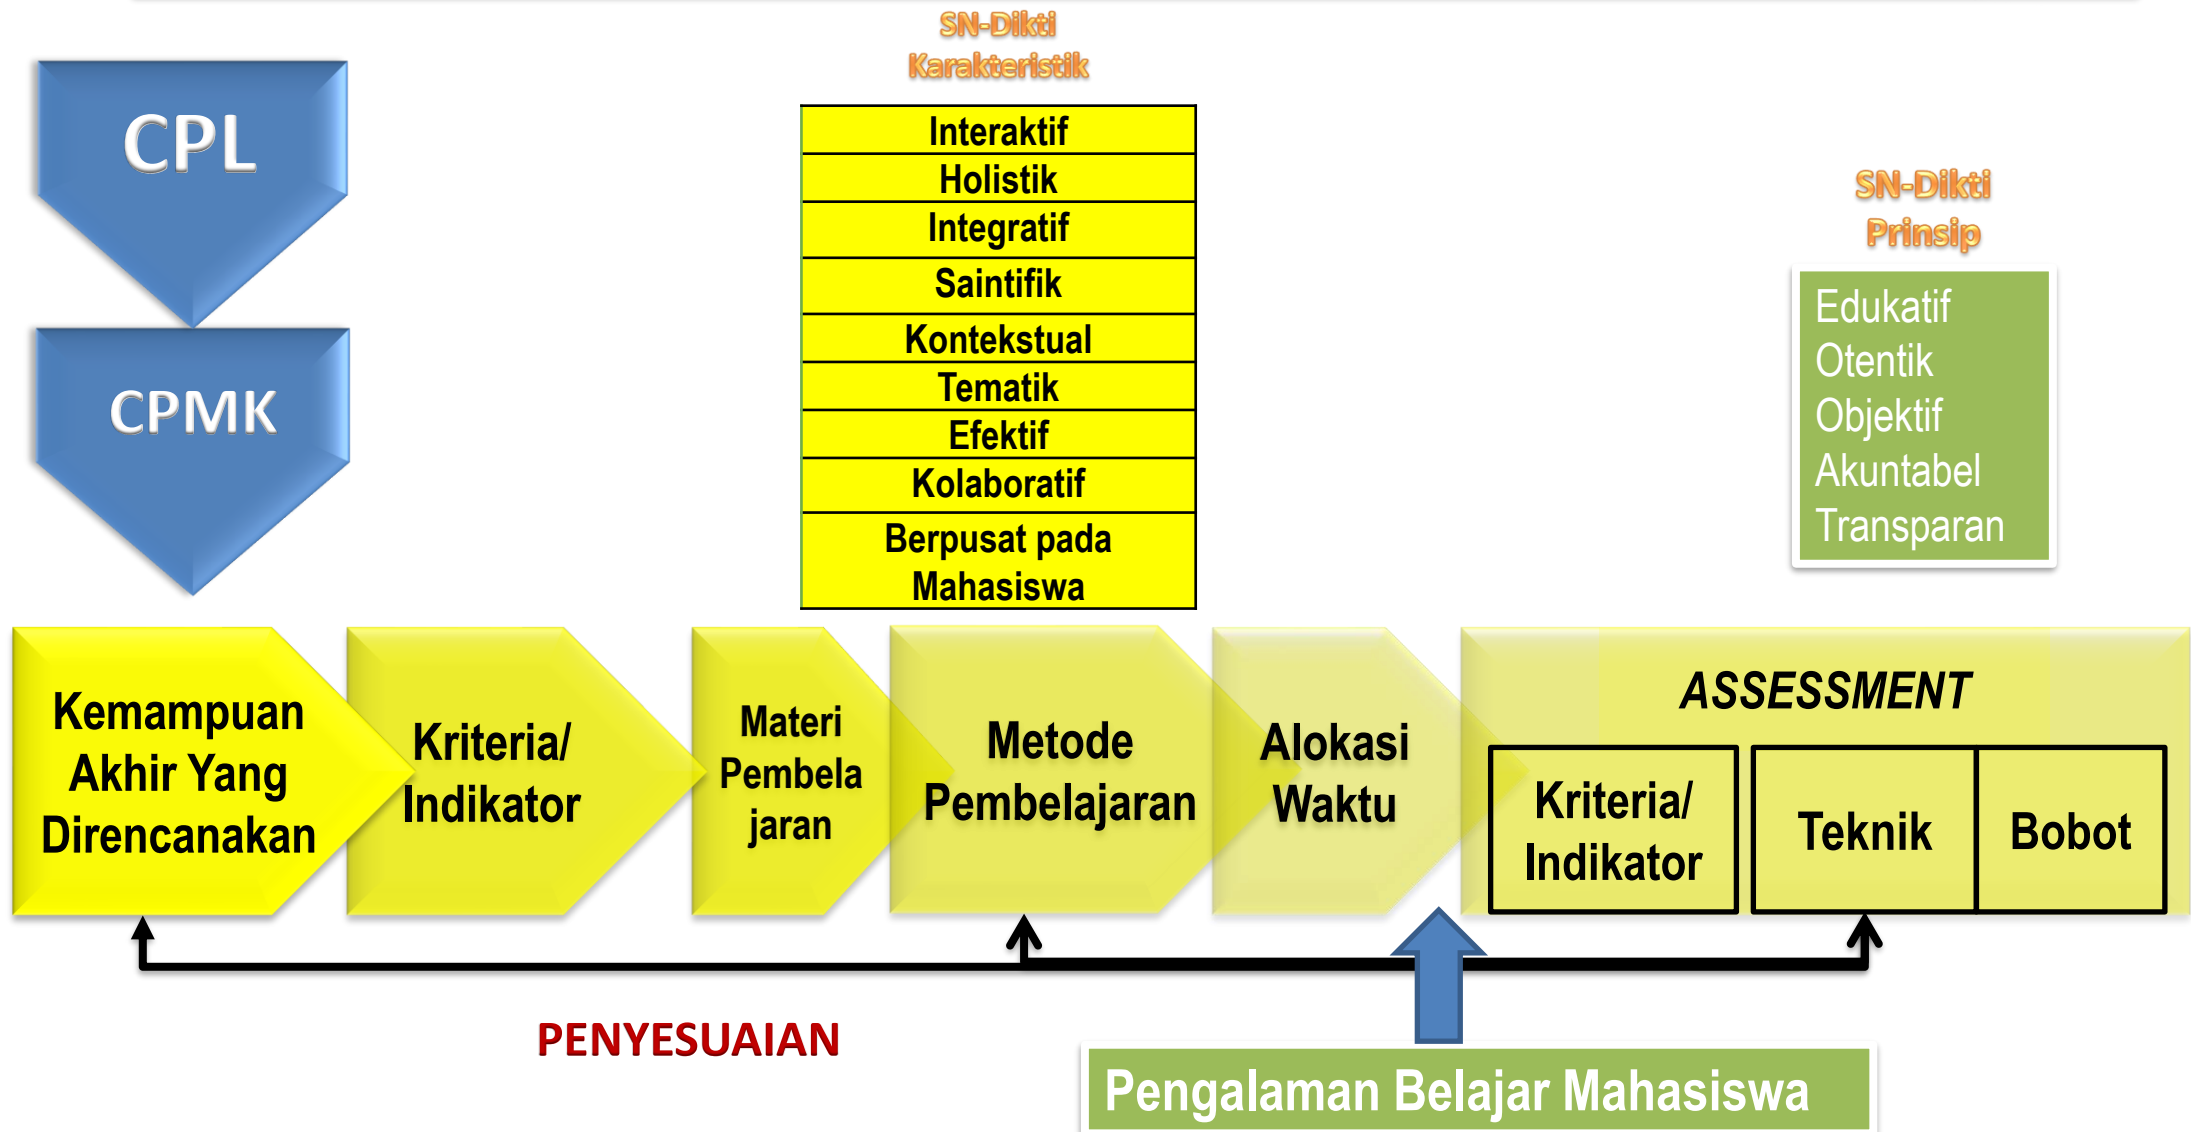 SN-Dikti
Karakteristik
CPL
CPMK
Interaktif
Holistik
Integratif
Saintifik
Kontekstual
Tematik
Efektif
Kolaboratif
Berpusat pada
Mahasiswa
SN-Dikti
Prinsip
Edukatif
Otentik
Objektif
Akuntabel
Transparan
Kemampuan
Akhir Yang
Direncanakan
Kriteria/
Indikator
Materi
Pembela
jaran
Metode
Pembelajaran
Alokasi
Waktu
ASSESSMENT
Kriteria/
Indikator
Teknik
Bobot
PENYESUAIAN
Pengalaman Belajar Mahasiswa